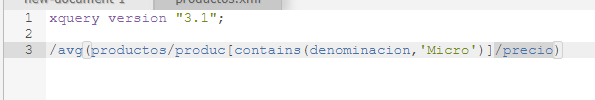 new-document 1 productos.xml
1 xquery version "3.1";
2
3 /avg(productos/produc[contains(denominacion,'Micro')]/precio)